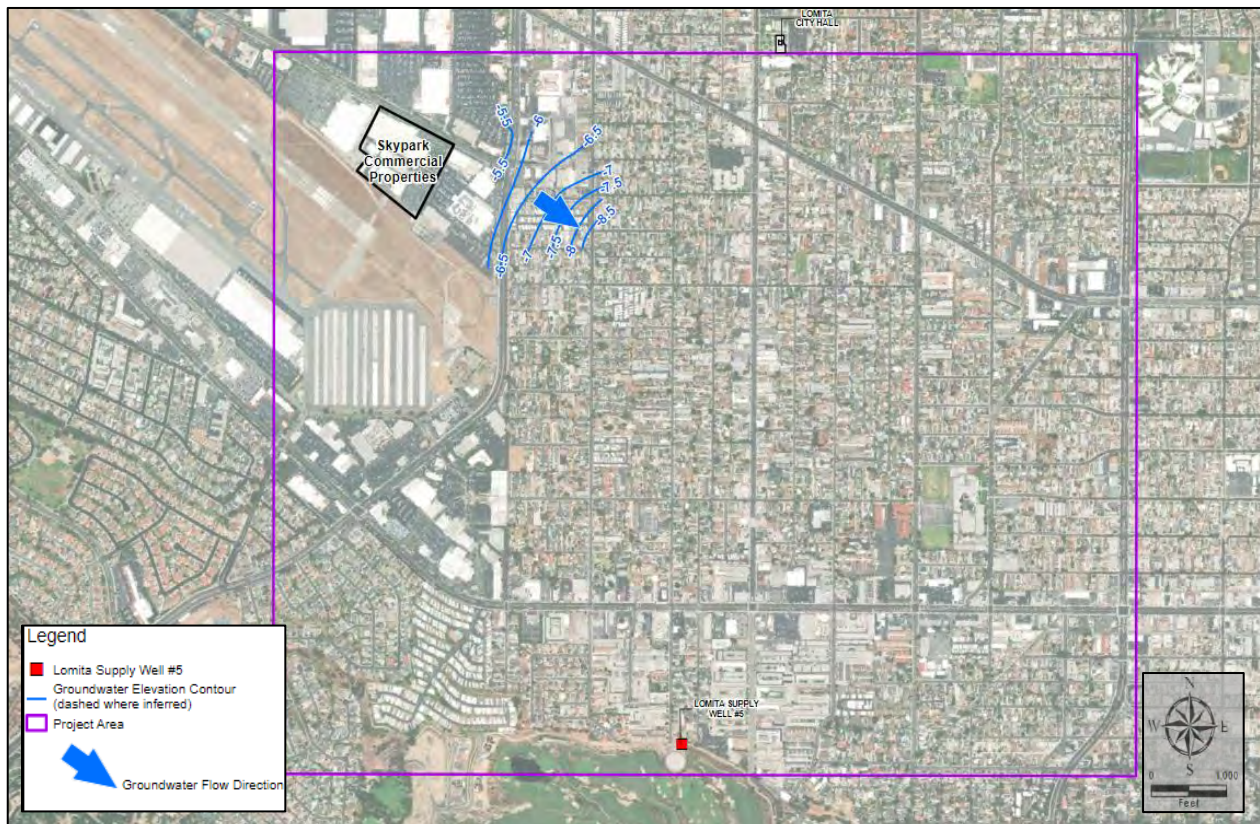 LOMITA
CITY HALL
Skypark
Commercial
Properties
-5.5
-6
-6.5
-5.5
-7
-7.5
-8.5
-7
-7.5
-8
-6.5
LOMITA SUPPLY
WELL #5
Legend
Lomita Supply Well #5
Groundwater Elevation Contour
(dashed where inferred)
Project Area
Groundwater Flow Direction
N
W
E
S
0
1,000
Feet